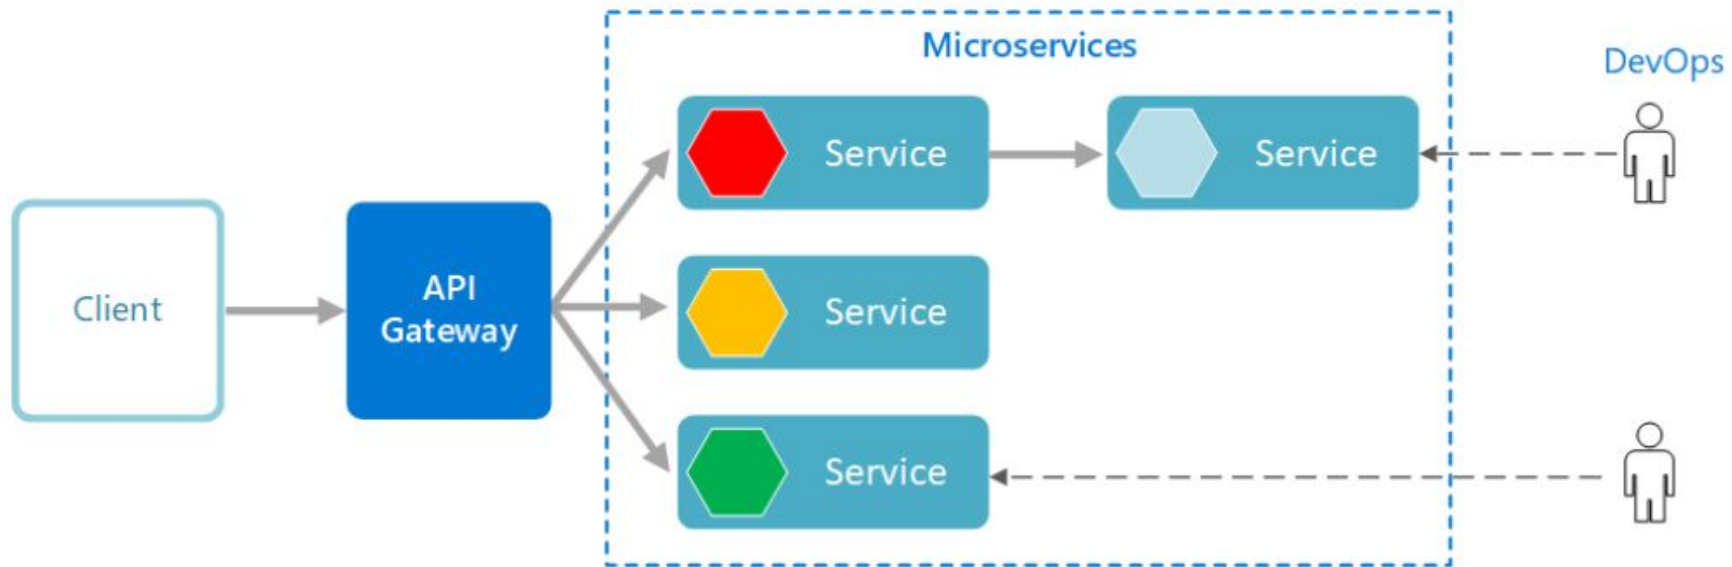 Microservices
DevOps
Service
Service
Client
API
Gateway
Service
Service